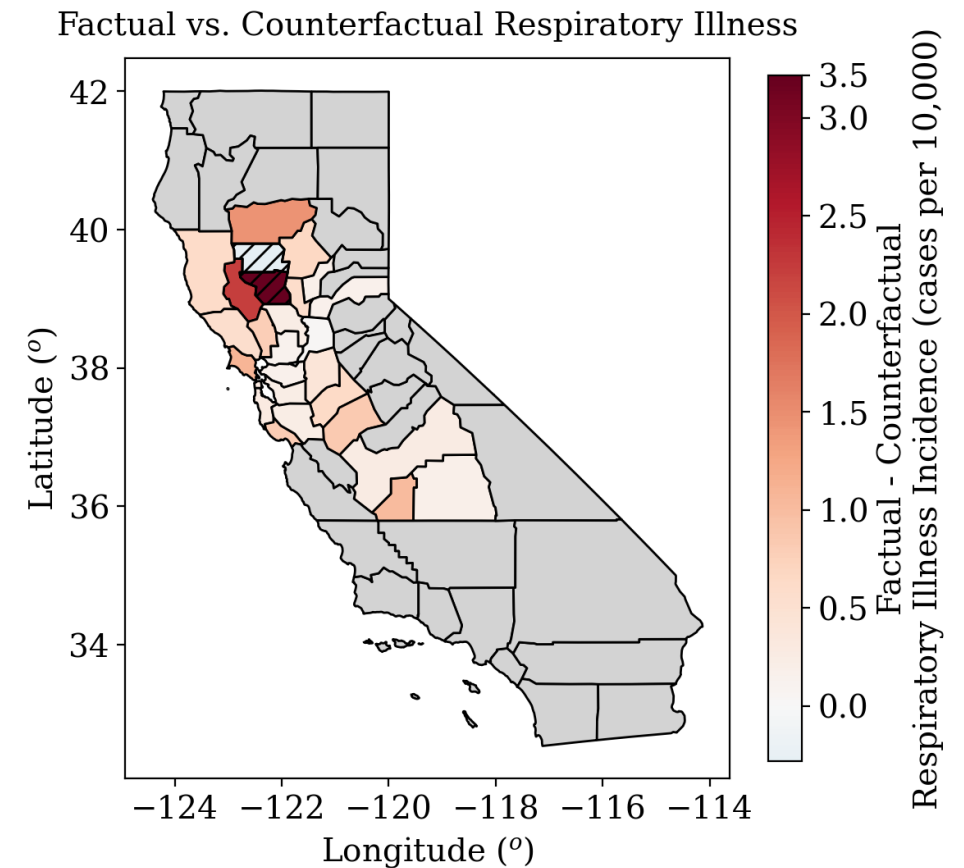 Factual vs. Counterfactual Respiratory Illness
42
40
38
36
34
Latitude (°)
−124 −122 −120 −118 −116 −114
Longitude (°)
3.5
3.0
2.5
2.0
1.5
1.0
0.5
0.0
Factual - Counterfactual
Respiratory Illness Incidence (cases per 10,000)